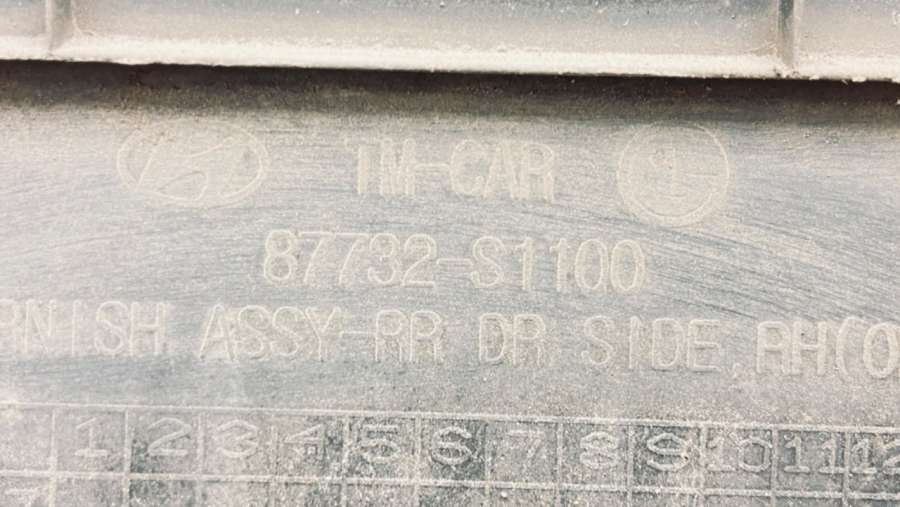 TM-CAR
87732-S1100
RNISH ASSY-RR DR SIDE, RH(O
1 2 3 4 5 6 7 8 9 10 11 12